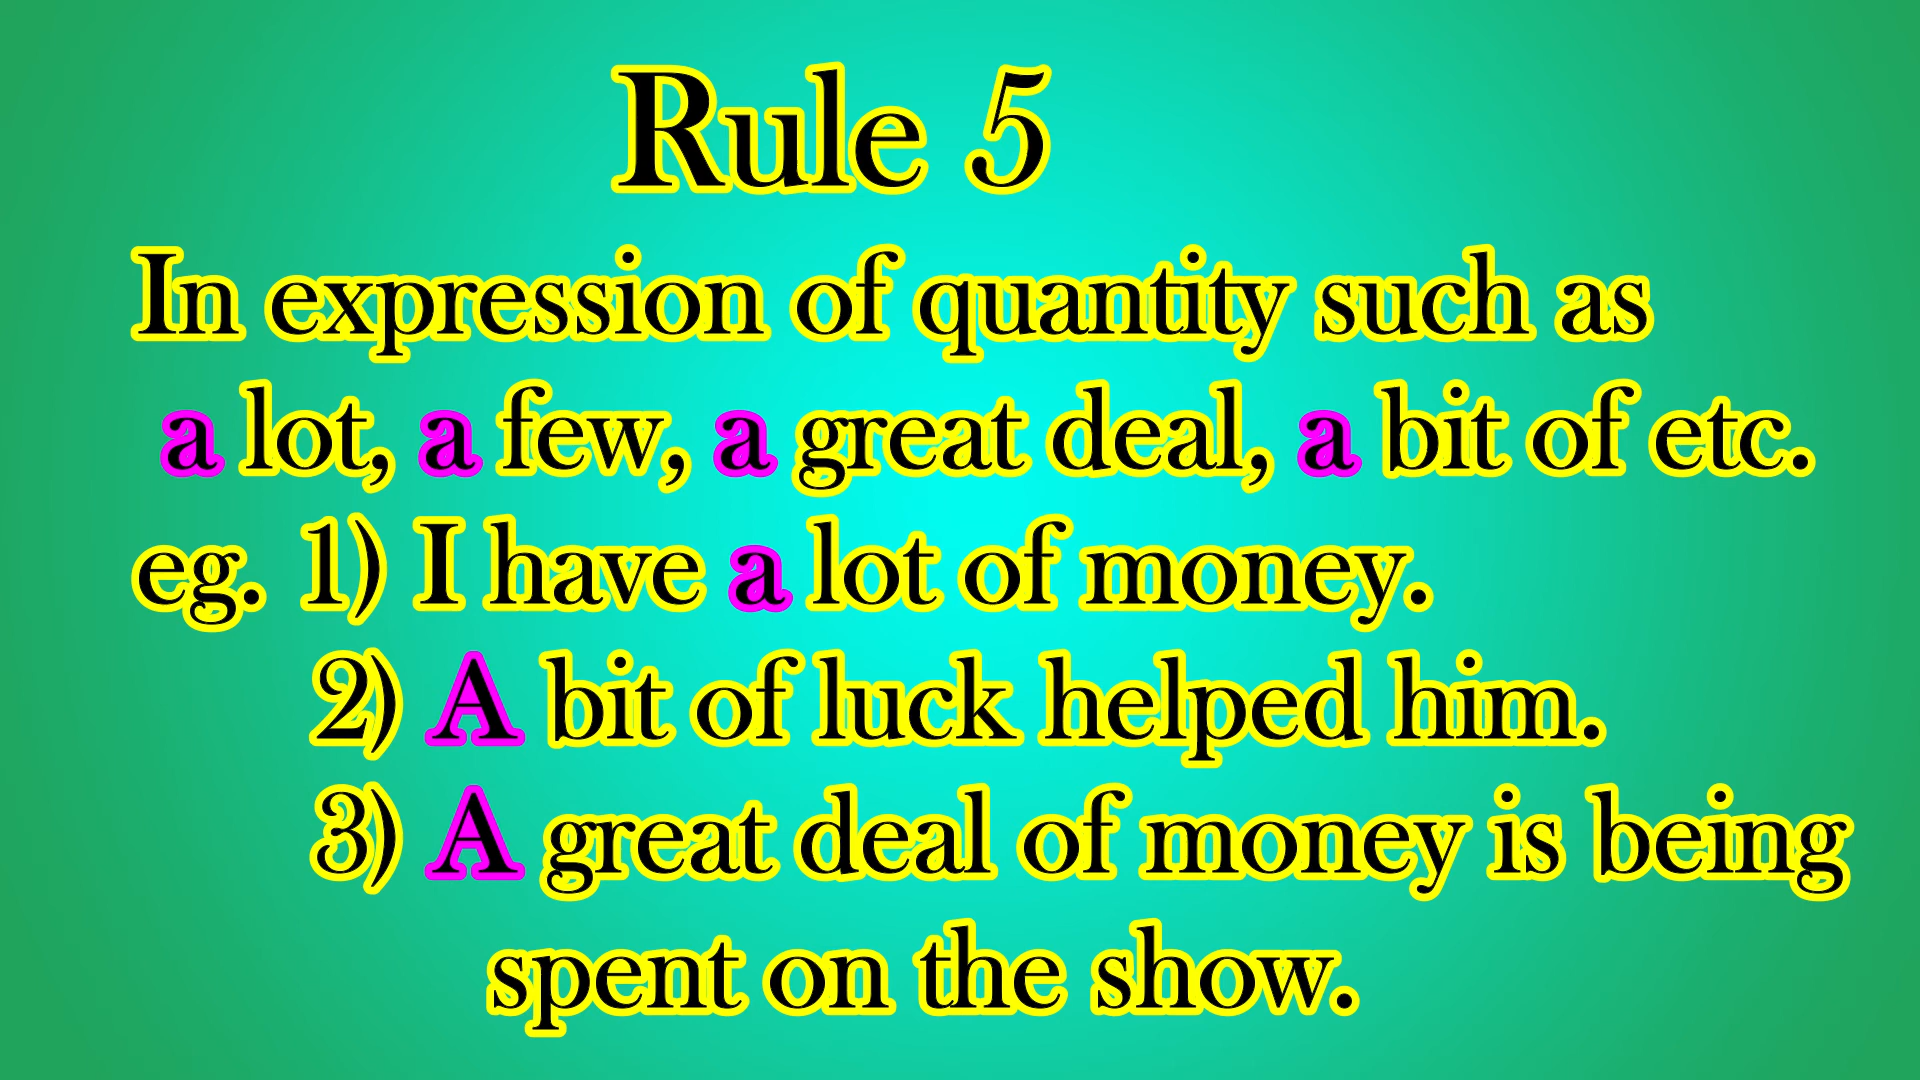 Rule 5
In expression of quantity such as
a lot, a few, a great deal, a bit of etc.
eg. 1) I have a lot of money.
2) A bit of luck helped him.
3) A great deal of money is being
spent on the show.